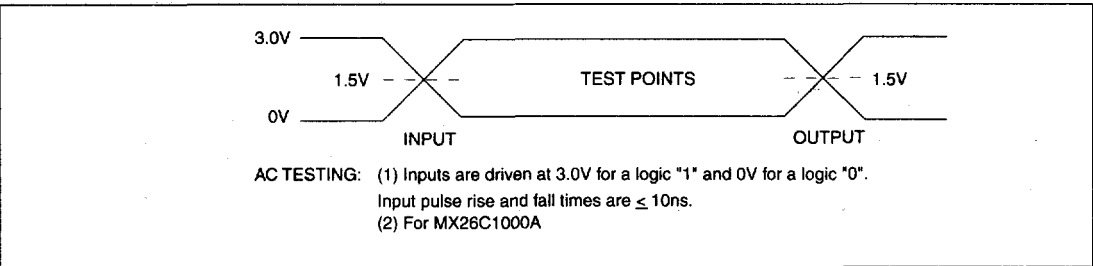 3.0V
1.5V TEST POINTS 1.5V
0V
INPUT OUTPUT
AC TESTING: (1) Inputs are driven at 3.0V for a logic "1" and 0V for a logic "0".
Input pulse rise and fall times are ≤ 10ns.
(2) For MX26C1000A